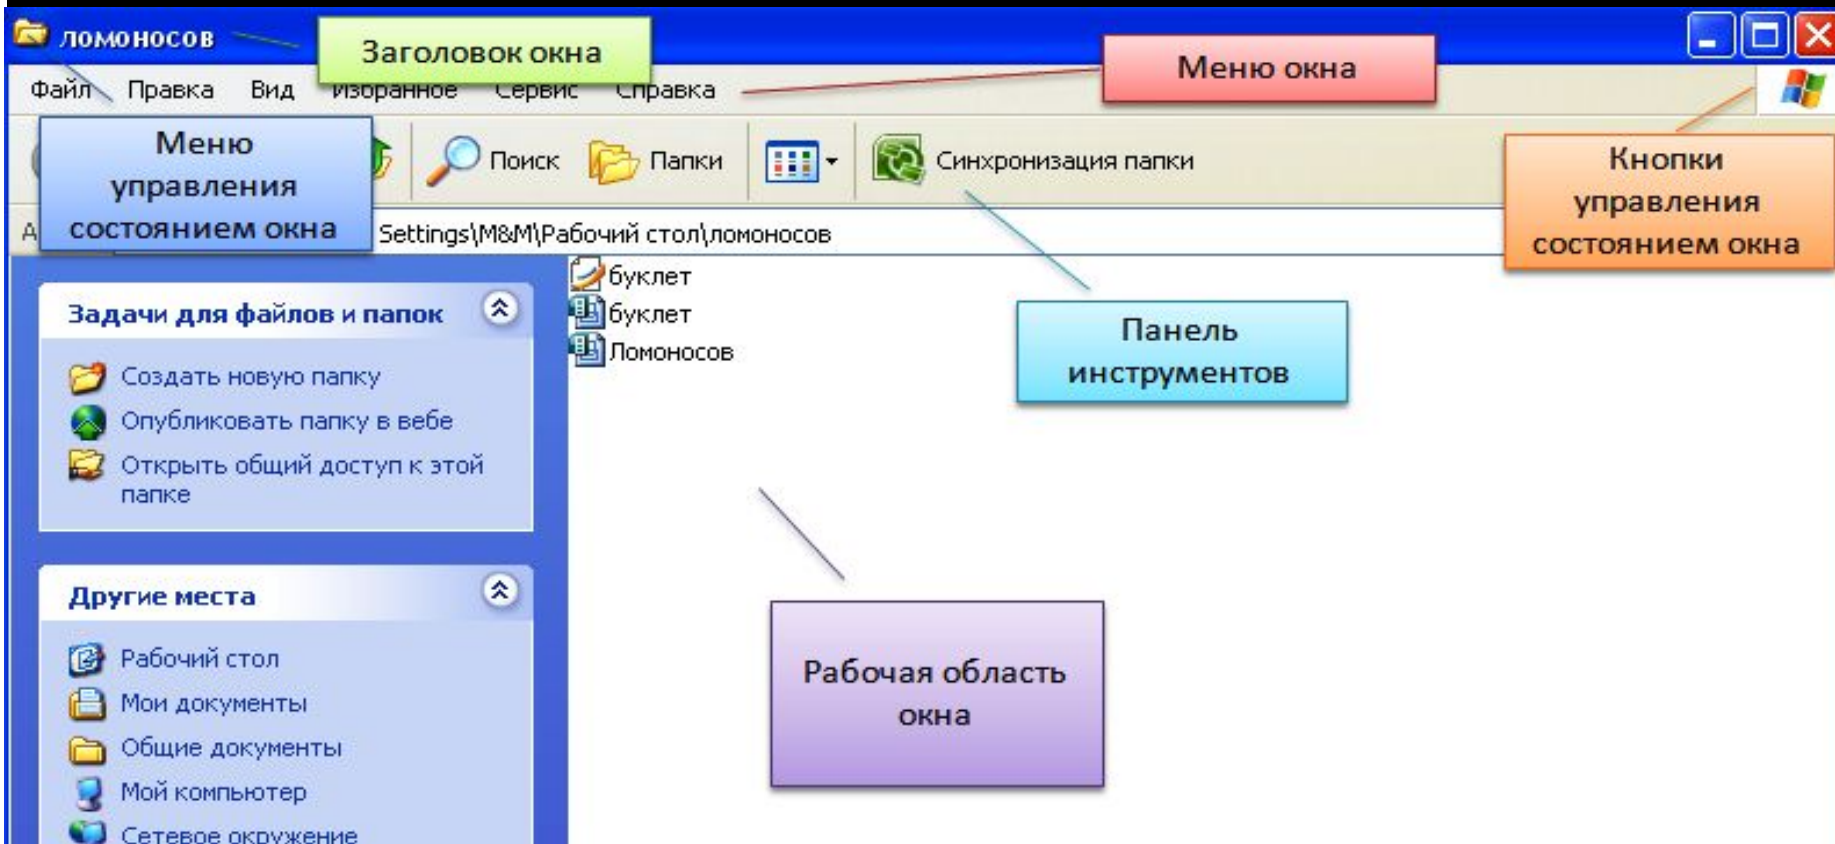 ломоносов
Заголовок окна
Меню окна
Файл Правка Вид Избранное Сервис Справка
Меню
управления
состоянием окна
Поиск Папки Синхронизация папки
Кнопки
управления
состоянием окна
Settings\М&М\Рабочий стол\ломоносов
Задачи для файлов и папок
Создать новую папку
Опубликовать папку в вебе
Открыть общий доступ к этой
папке
буклет
буклет
Ломоносов
Панель
инструментов
Другие места
Рабочий стол
Мои документы
Общие документы
Мой компьютер
Сетевое окружение
Рабочая область
окна